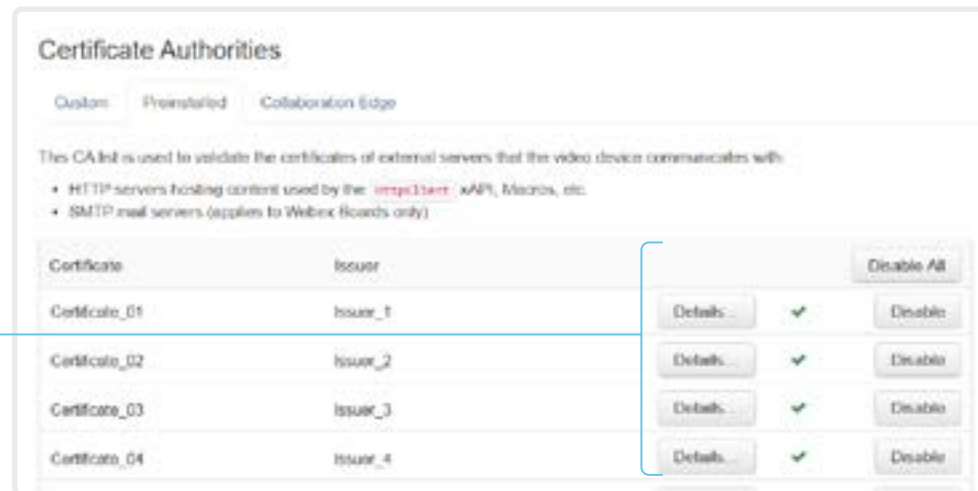 Certificate Authorities
Custom Preinstalled Collaboration Edge
This CA list is used to validate the certificates of external servers that the video device communicates with:
• HTTP servers hosting content used by the HttpClient xAPI, Macros, etc.
• SMTP mail servers (applies to Webex Boards only)
Certificate Issuer Disable All
Certificate_01 Issuer_1 Details... ✔ Disable
Certificate_02 Issuer_2 Details... ✔ Disable
Certificate_03 Issuer_3 Details... ✔ Disable
Certificate_04 Issuer_4 Details... ✔ Disable